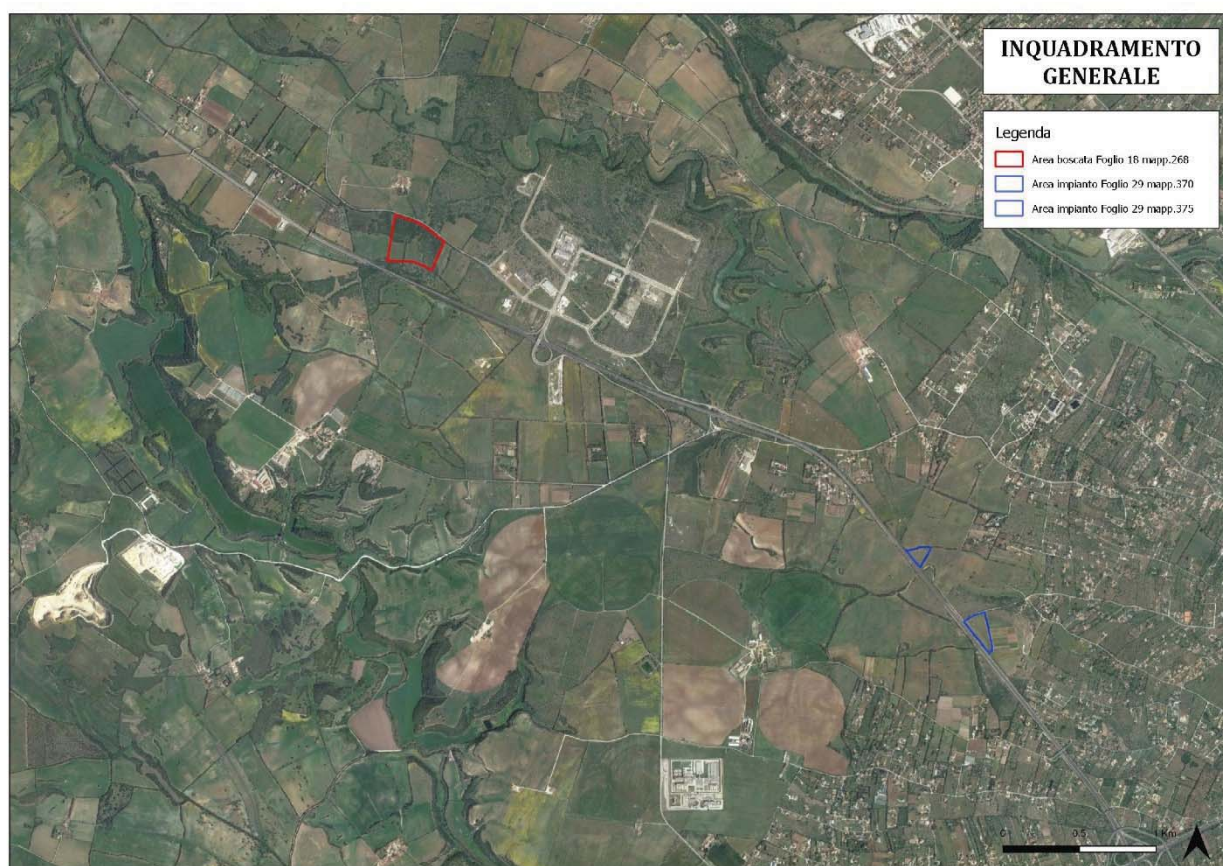 INQUADRAMENTO
GENERALE
Legenda
Area boscata Foglio 18 mapp.268
Area impianto Foglio 29 mapp.370
Area impianto Foglio 29 mapp.375
0 0.5 1 Km